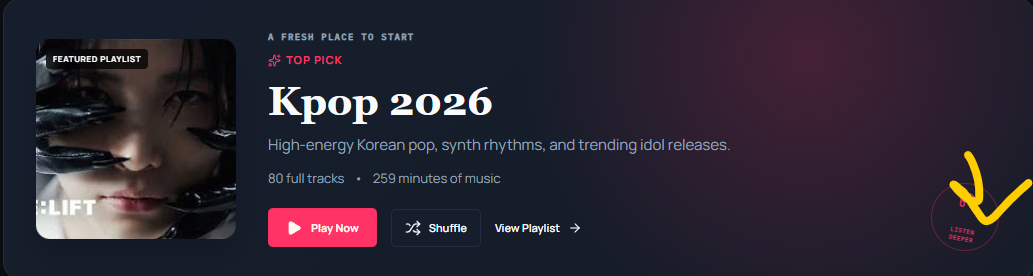 A FRESH PLACE TO START
FEATURED PLAYLIST
TOP PICK
Kpop 2026
High-energy Korean pop, synth rhythms, and trending idol releases.
80 full tracks • 259 minutes of music
:LIFT
Play Now
Shuffle
View Playlist →
LISTEN
DEEPER